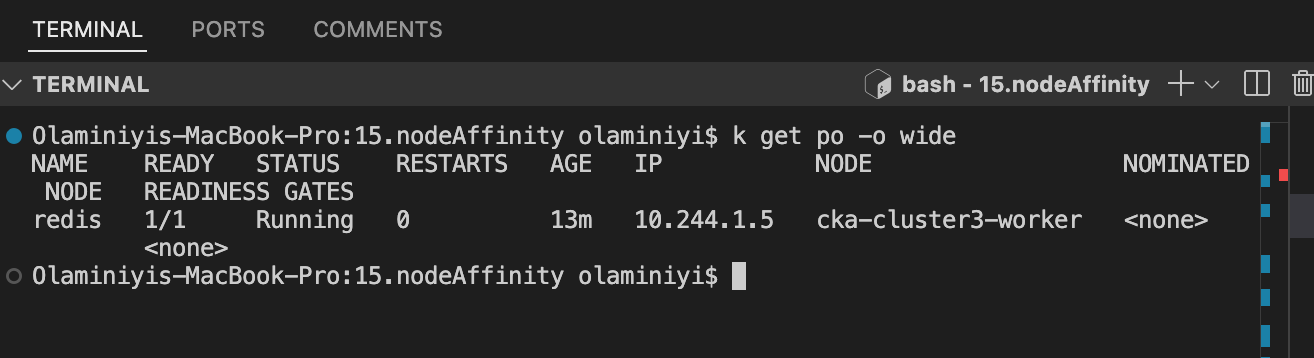 TERMINAL PORTS COMMENTS
TERMINAL bash - 15.nodeAffinity
Olaminiyis-MacBook-Pro:15.nodeAffinity olaminiyi$ k get po -o wide
NAME READY STATUS RESTARTS AGE IP NODE NOMINATED
NODE READINESS GATES
redis 1/1 Running 0 13m 10.244.1.5 cka-cluster3-worker <none>
<none>
Olaminiyis-MacBook-Pro:15.nodeAffinity olaminiyi$